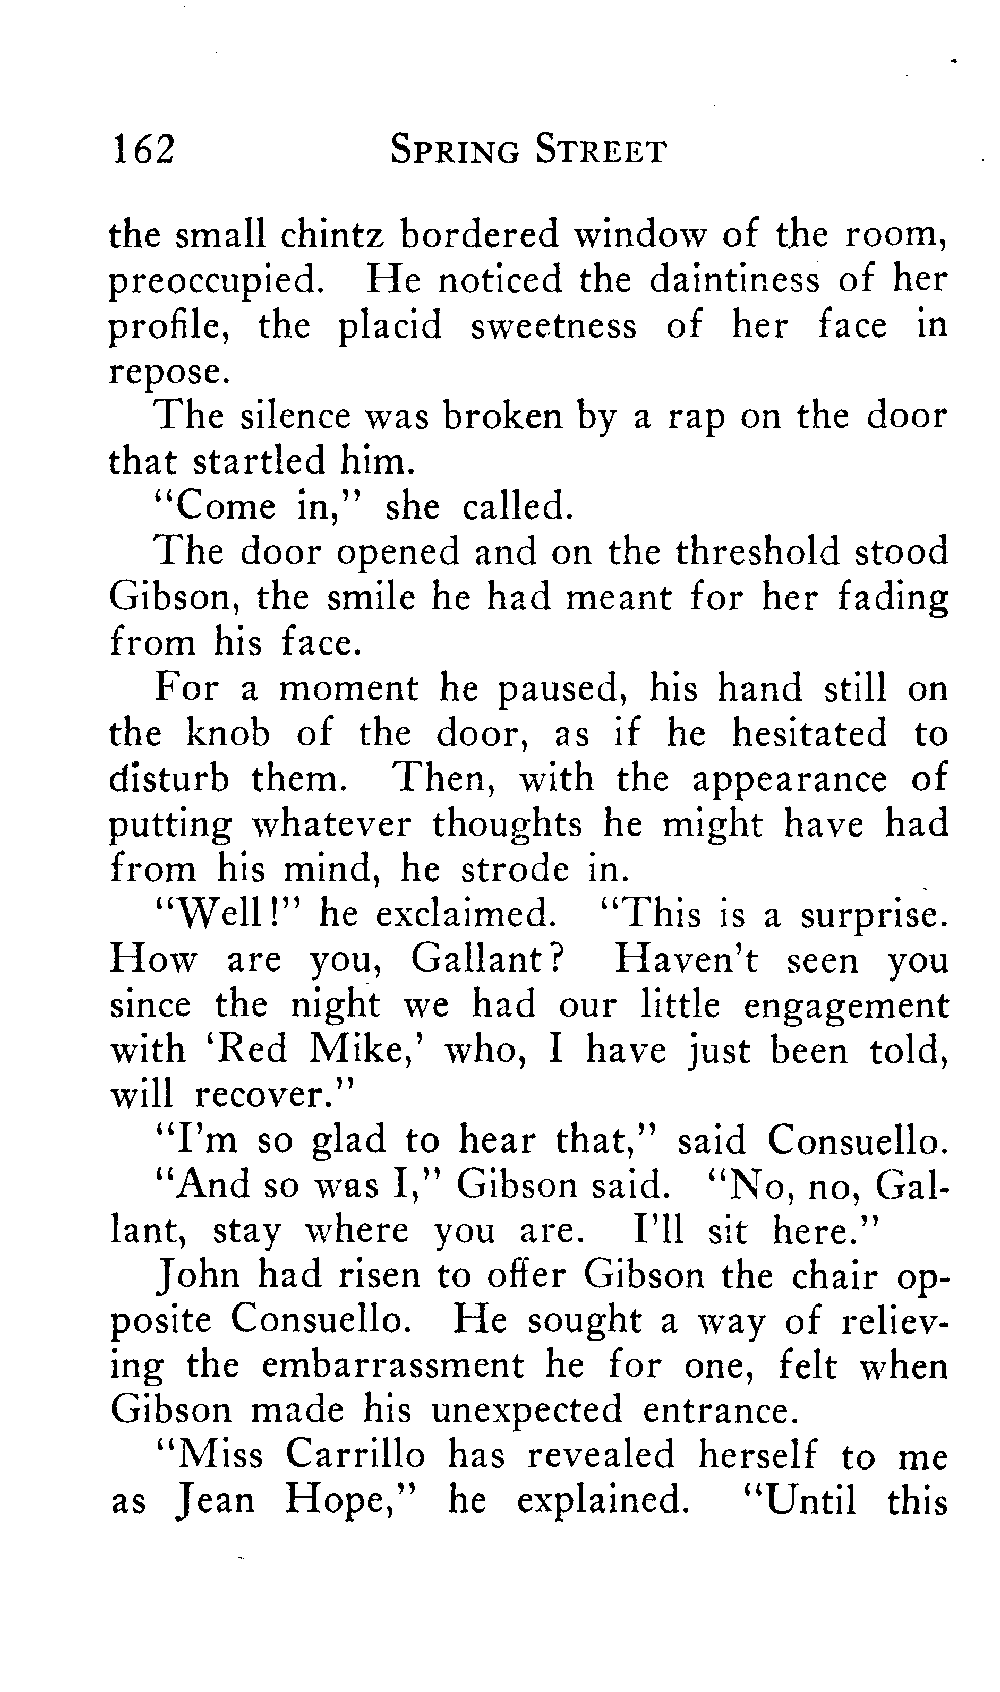 162 SPRING STREET
the small chintz bordered window of the room,
preoccupied. He noticed the daintiness of her
profile, the placid sweetness of her face in
repose.
The silence was broken by a rap on the door
that startled him.
"Come in," she called.
The door opened and on the threshold stood
Gibson, the smile he had meant for her fading
from his face.
For a moment he paused, his hand still on
the knob of the door, as if he hesitated to
disturb them. Then, with the appearance of
putting whatever thoughts he might have had
from his mind, he strode in.
"Well!" he exclaimed. "This is a surprise.
How are you, Gallant? Haven't seen you
since the night we had our little engagement
with 'Red Mike,' who, I have just been told,
will recover."
"I'm so glad to hear that," said Consuello.
"And so was I," Gibson said. "No, no, Gal-
lant, stay where you are. I'll sit here."
John had risen to offer Gibson the chair op-
posite Consuello. He sought a way of reliev-
ing the embarrassment he for one, felt when
Gibson made his unexpected entrance.
"Miss Carrillo has revealed herself to me
as Jean Hope," he explained. "Until this